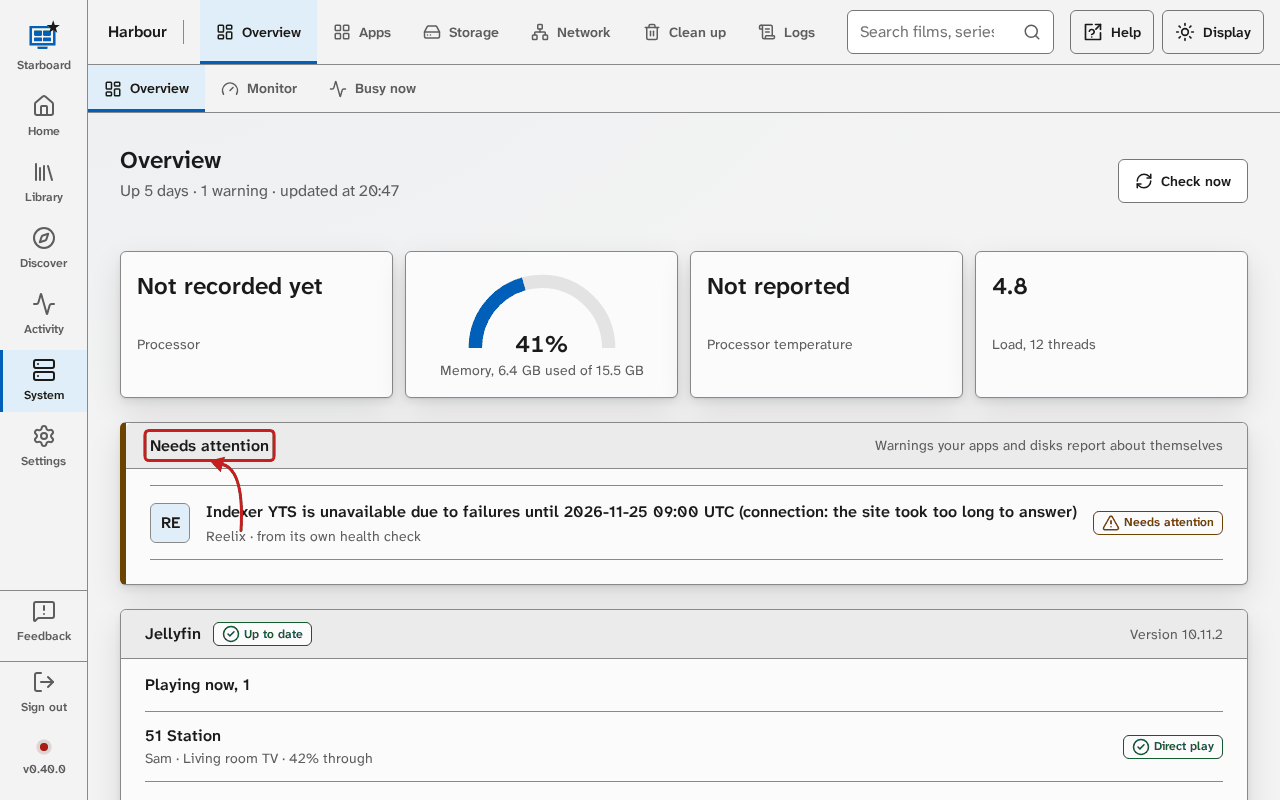 Starboard
Home
Library
Discover
Activity
System
Settings
Feedback
Sign out
v0.40.0
Harbour
Overview
Apps
Storage
Network
Clean up
Logs
Search films, series
Help
Display
Overview
Monitor
Busy now
Overview
Up 5 days · 1 warning · updated at 20:47
Check now
Not recorded yet
Processor
41%
Memory, 6.4 GB used of 15.5 GB
Not reported
Processor temperature
4.8
Load, 12 threads
Needs attention
Warnings your apps and disks report about themselves
RE
Indexer YTS is unavailable due to failures until 2026-11-25 09:00 UTC (connection: the site took too long to answer)
Reelix · from its own health check
Needs attention
Jellyfin
Up to date
Version 10.11.2
Playing now, 1
51 Station
Sam · Living room TV · 42% through
Direct play